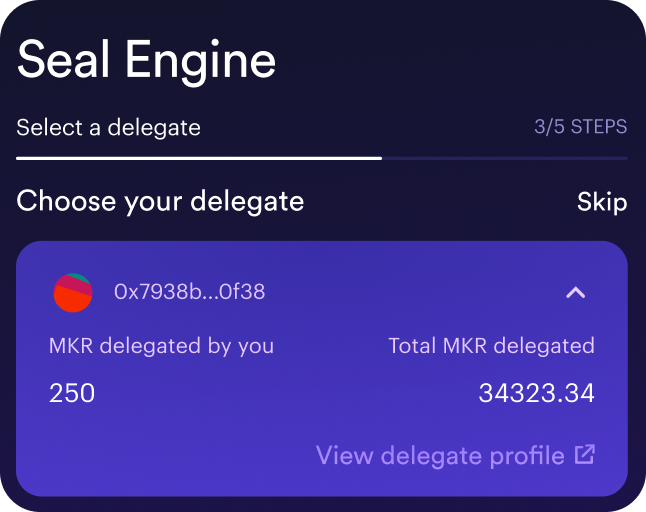 Seal Engine
Select a delegate 3/5 STEPS
Choose your delegate Skip
0x7938b...0f38
MKR delegated by you Total MKR delegated
250 34323.34
View delegate profile